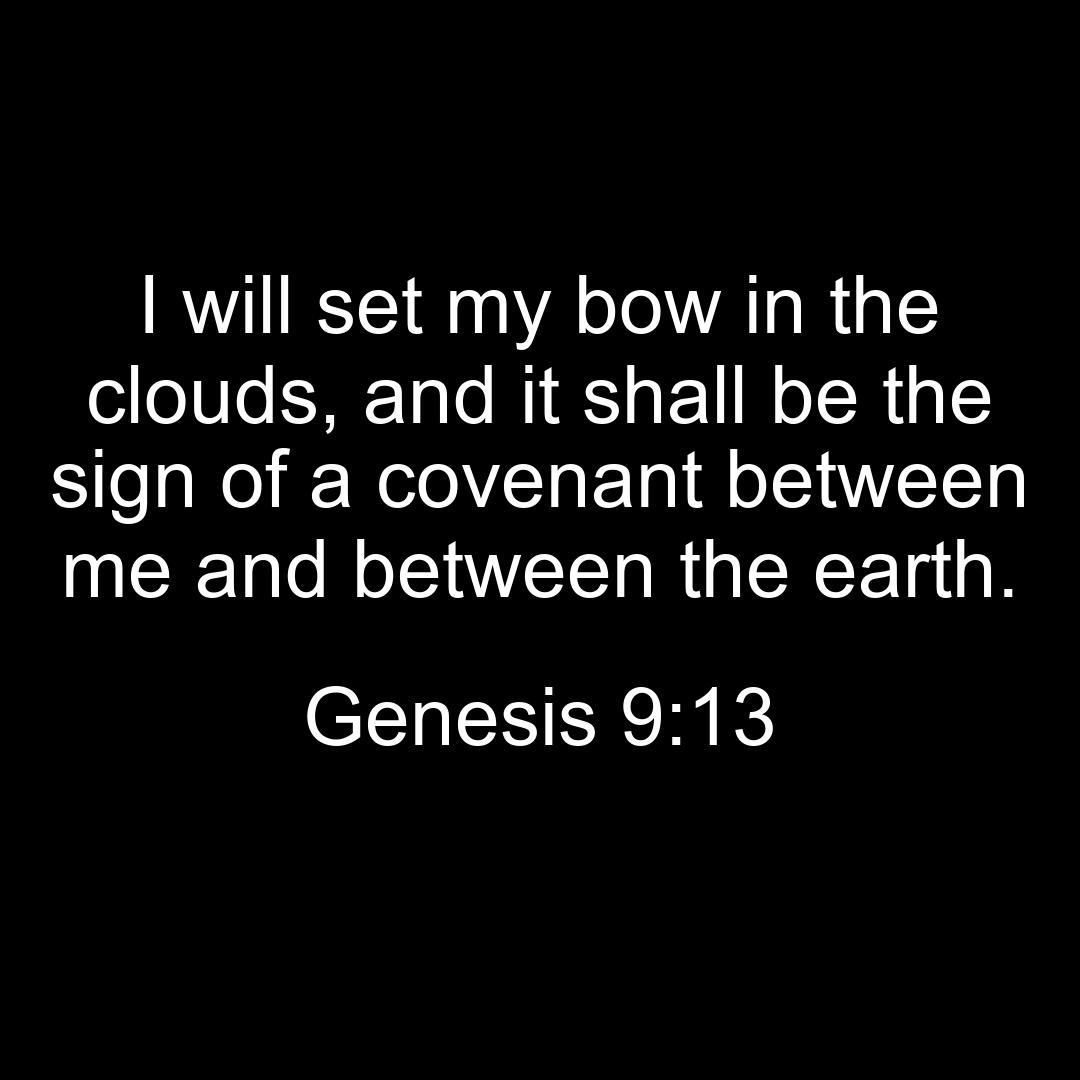 I will set my bow in the
clouds, and it shall be the
sign of a covenant between
me and between the earth.
Genesis 9:13